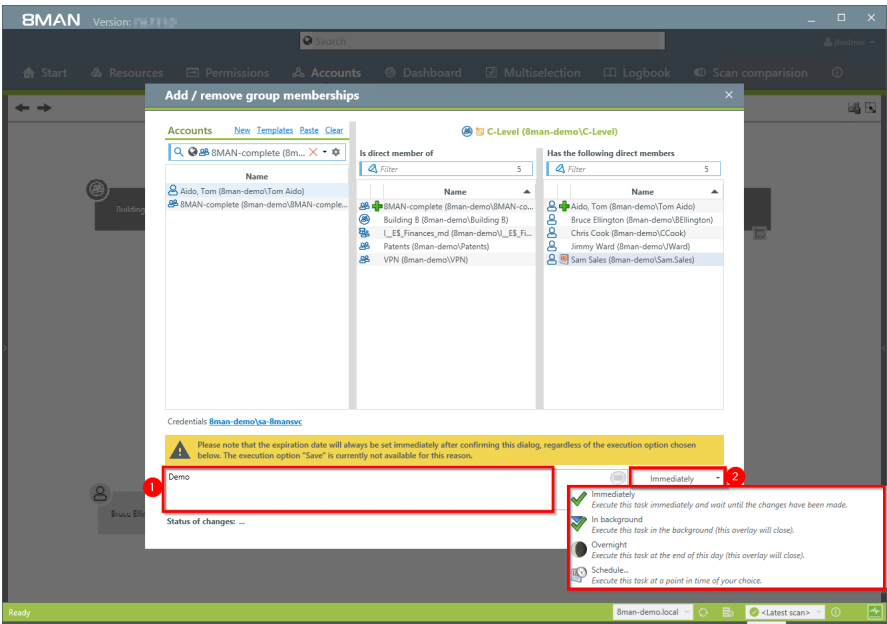 8MAN Version:
Search
jbedmin
Start Resources Permissions Accounts Dashboard Multiselection Logbook Scan comparision
Add / remove group memberships
Accounts New Templates Paste Clear
8MAN-complete (8m...
Name
Aido, Tom (8man-demo\Tom Aido)
8MAN-complete (8man-demo\8MAN-comple...
C-Level (8man-demo\C-Level)
Is direct member of
Filter 5
Name
8MAN-complete (8man-demo\8MAN-co...
Building B (8man-demo\Building B)
I__E$_Finances_md (8man-demo\I__E$_Fi...
Patents (8man-demo\Patents)
VPN (8man-demo\VPN)
Has the following direct members
Filter 5
Name
Aido, Tom (8man-demo\Tom Aido)
Bruce Ellington (8man-demo\BEllington)
Chris Cook (8man-demo\CCook)
Jimmy Ward (8man-demo\JWard)
Sam Sales (8man-demo\Sam.Sales)
Building
Bruce Elli
Credentials 8man-demo\sa-8mansvc
Please note that the expiration date will always be set immediately after confirming this dialog, regardless of the execution option chosen
below. The execution option "Save" is currently not available for this reason.
1
Demo
Immediately
2
Immediately
Execute this task immediately and wait until the changes have been made.
In background
Execute this task in the background (this overlay will close).
Overnight
Execute this task at the end of this day (this overlay will close).
Schedule...
Execute this task at a point in time of your choice.
Status of changes: ...
Ready
8man-demo.local
<Latest scan>